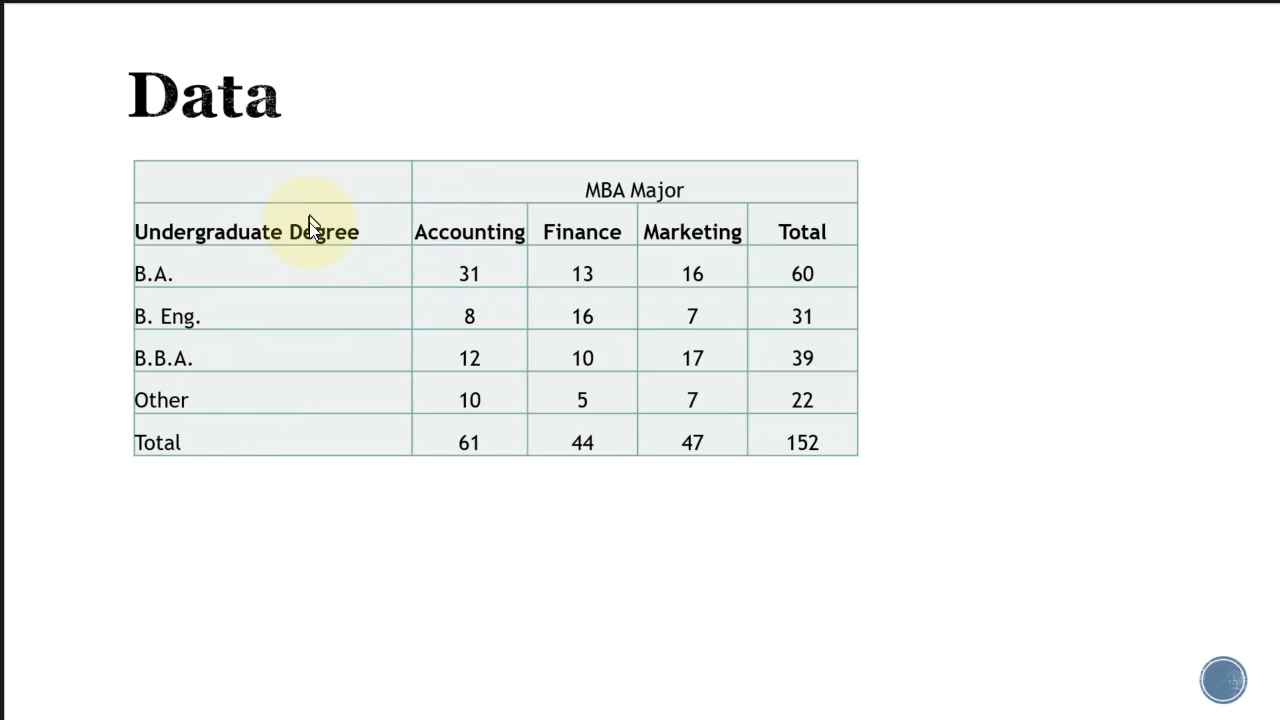 Data
MBA Major
Undergraduate Degree Accounting Finance Marketing Total
B.A. 31 13 16 60
B. Eng. 8 16 7 31
B.B.A. 12 10 17 39
Other 10 5 7 22
Total 61 44 47 152